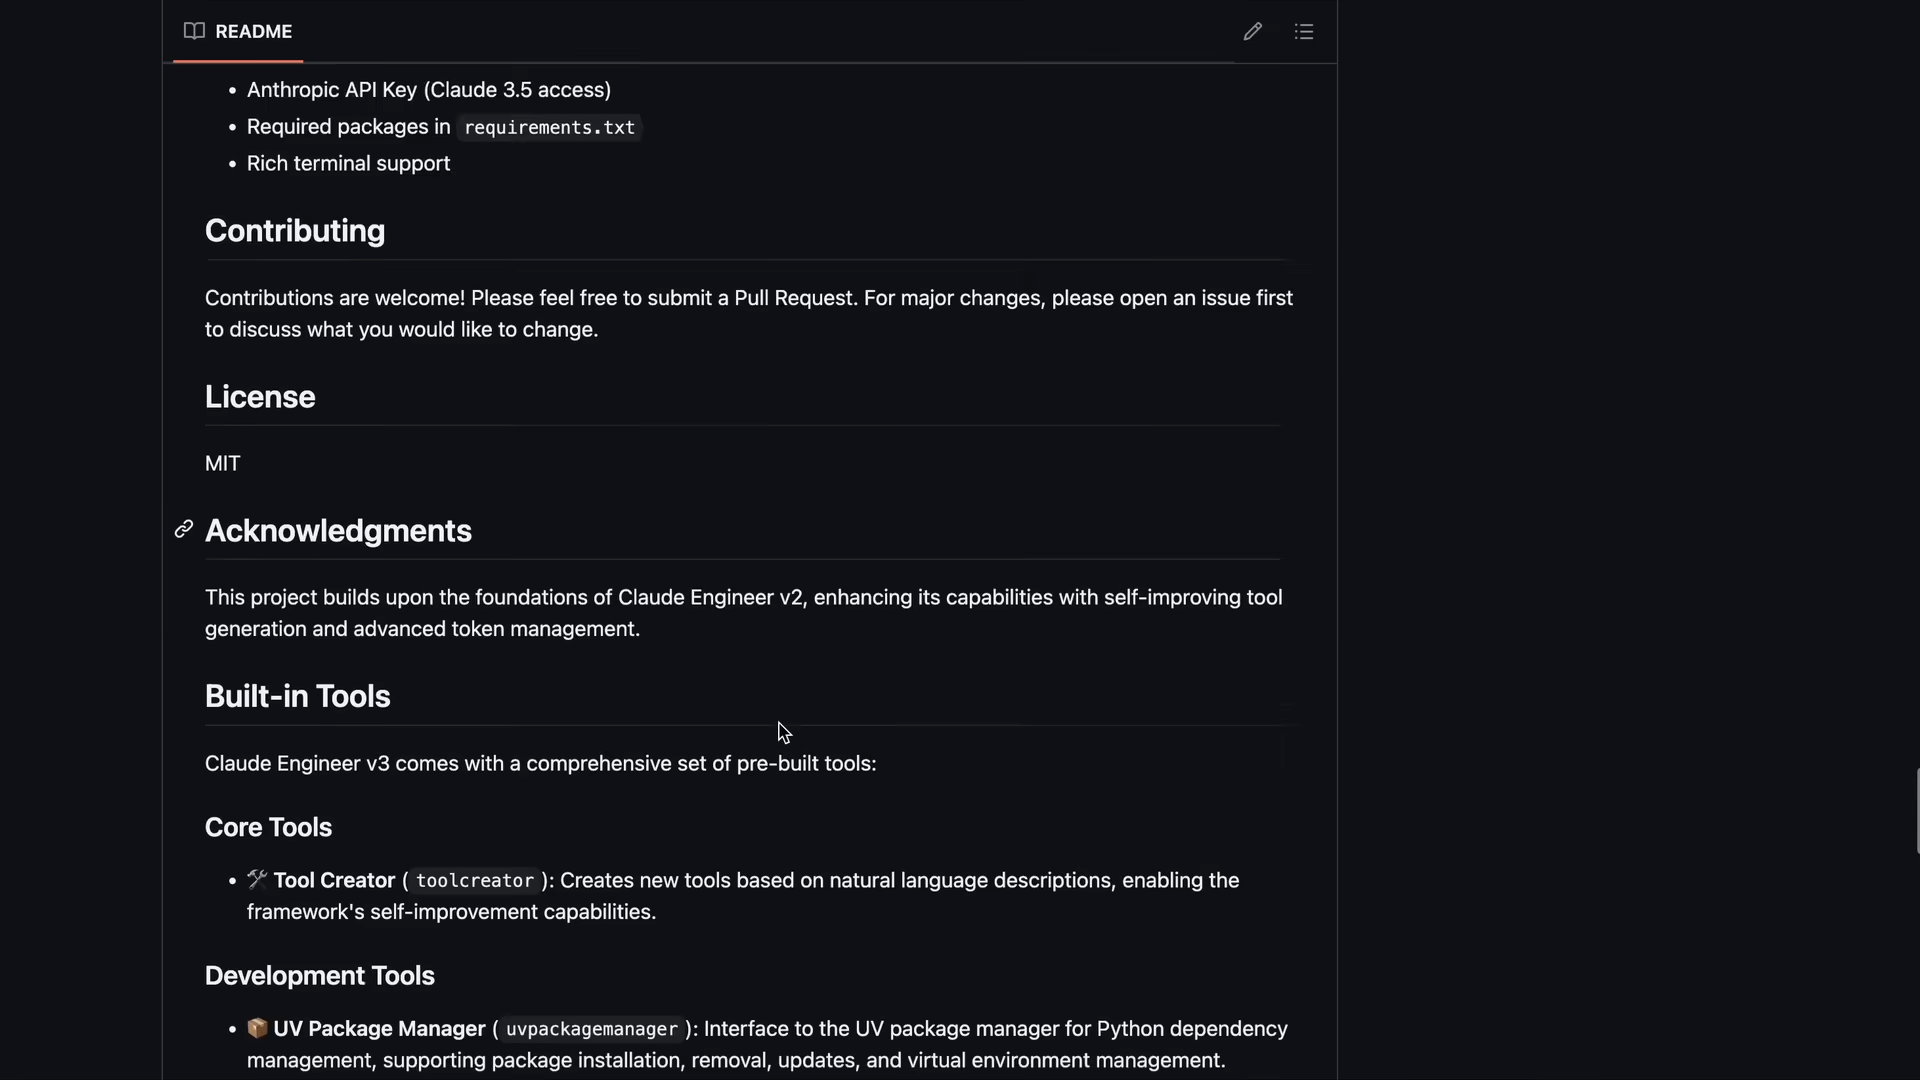 README
• Anthropic API Key (Claude 3.5 access)
• Required packages in requirements.txt
• Rich terminal support
Contributing
Contributions are welcome! Please feel free to submit a Pull Request. For major changes, please open an issue first
to discuss what you would like to change.
License
MIT
Acknowledgments
This project builds upon the foundations of Claude Engineer v2, enhancing its capabilities with self-improving tool
generation and advanced token management.
Built-in Tools
Claude Engineer v3 comes with a comprehensive set of pre-built tools:
Core Tools
• 🛠 Tool Creator ( toolcreator ): Creates new tools based on natural language descriptions, enabling the
framework's self-improvement capabilities.
Development Tools
• 📦 UV Package Manager ( uvpackagemanager ): Interface to the UV package manager for Python dependency
management, supporting package installation, removal, updates, and virtual environment management.